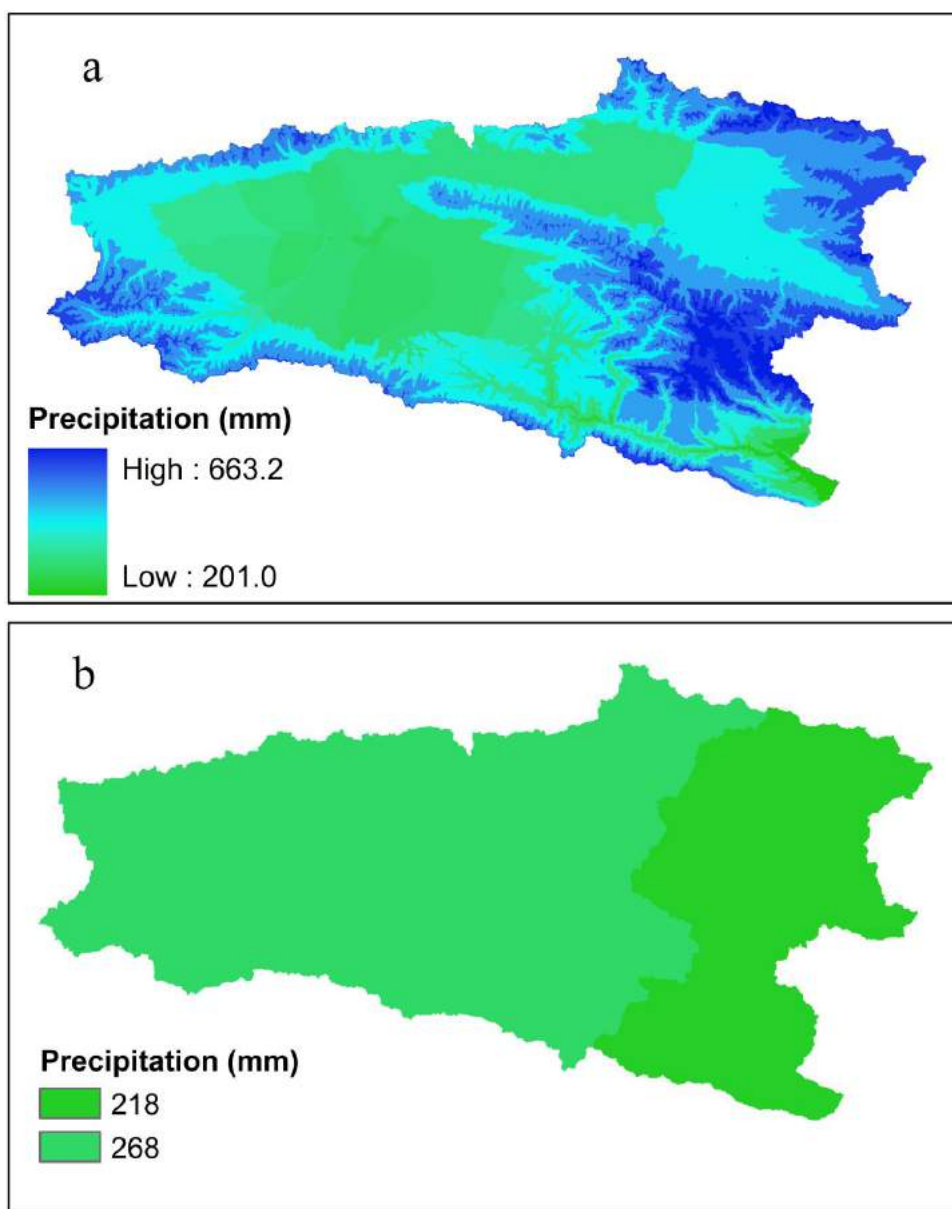 a
Precipitation (mm)
High : 663.2
Low : 201.0
b
Precipitation (mm)
218
268